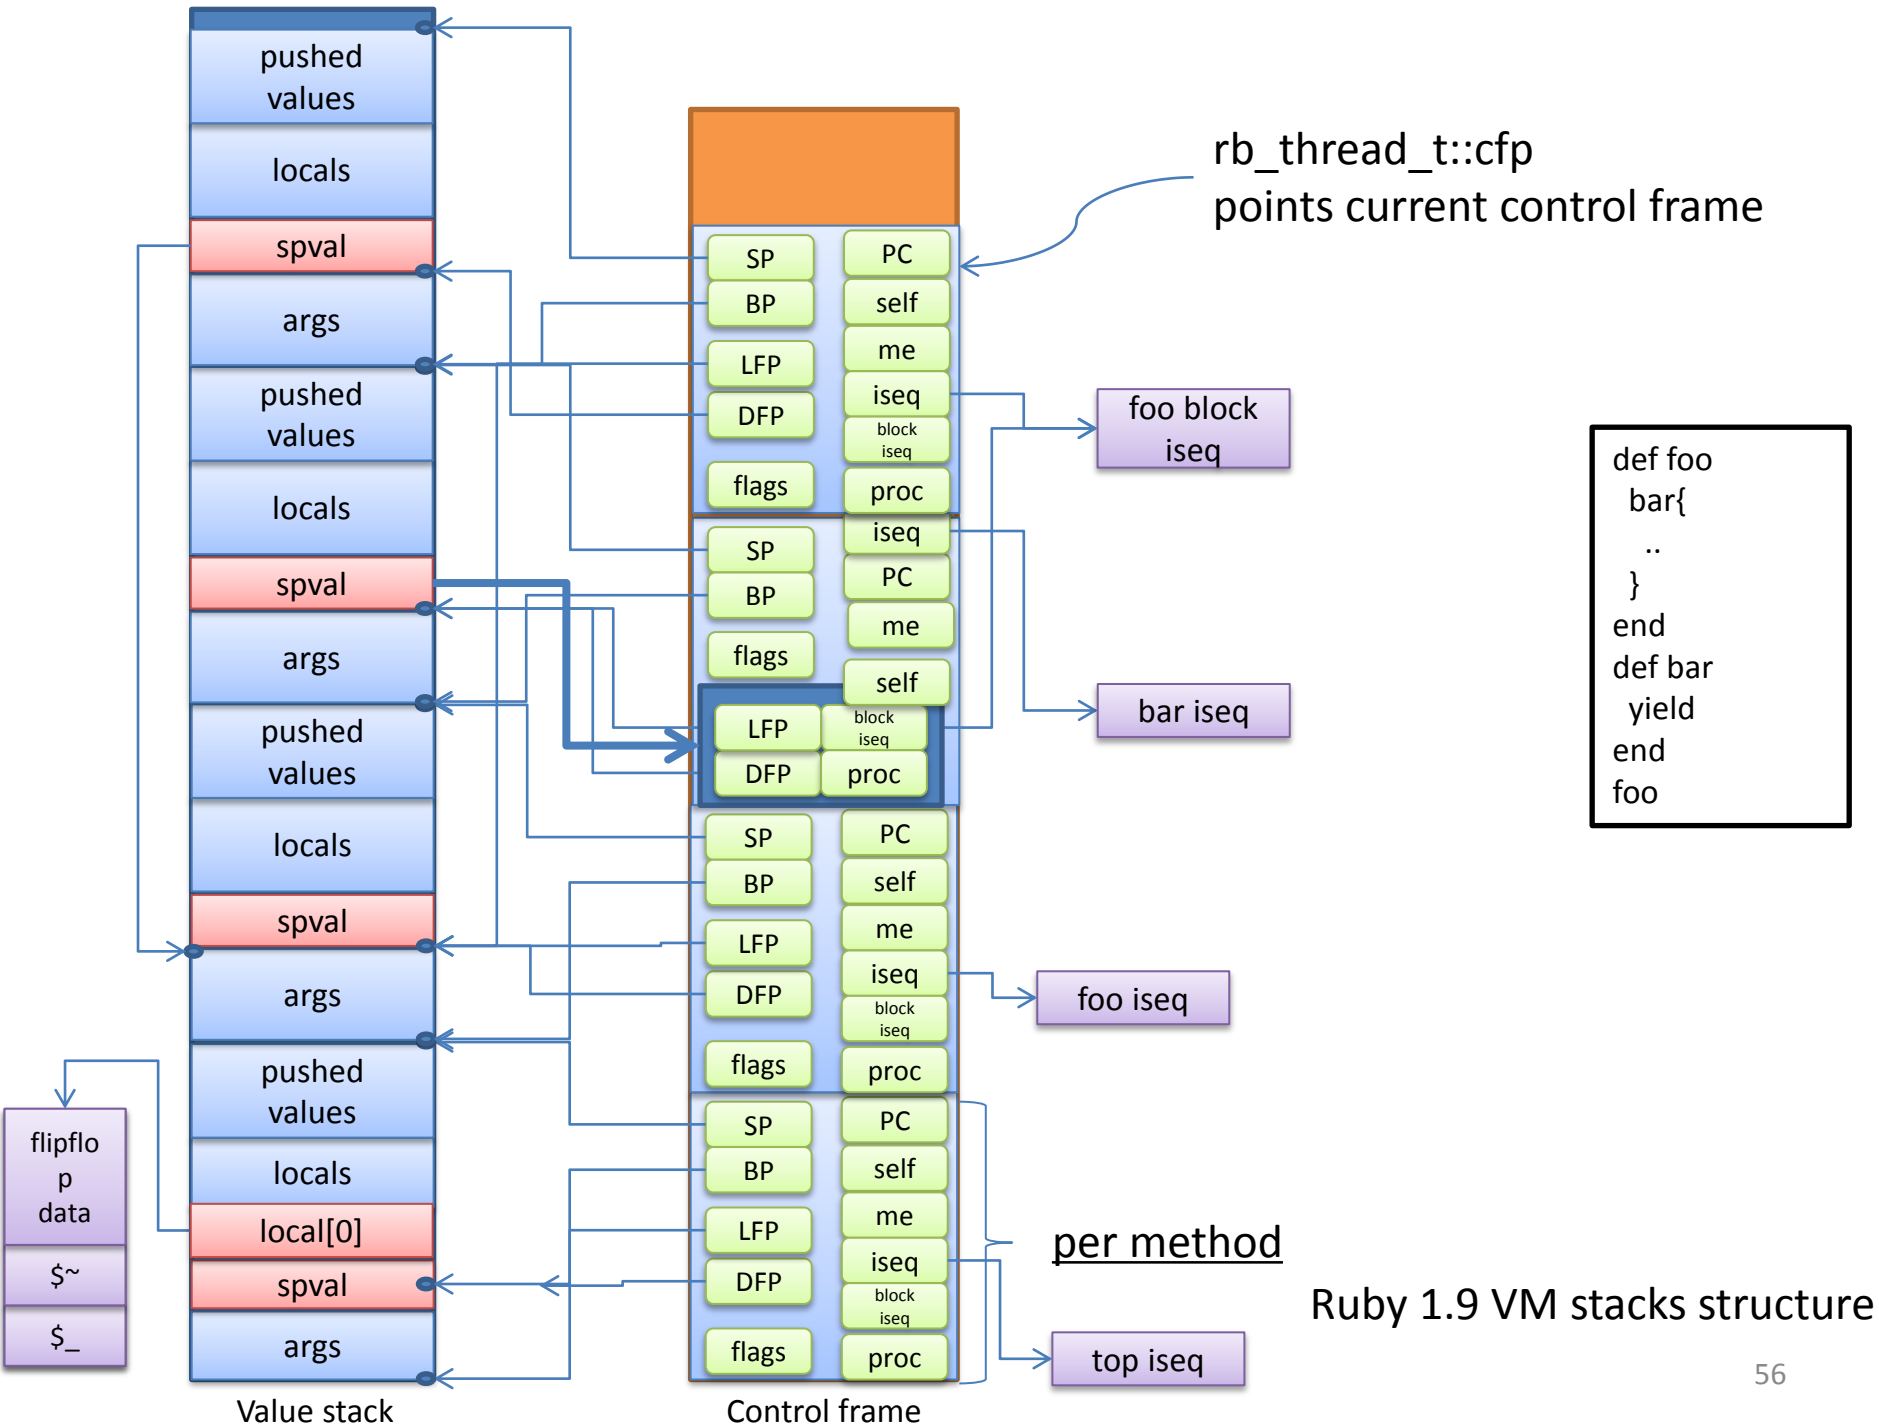 pushed
values
locals
spval
args
pushed
values
locals
spval
args
pushed
values
locals
spval
args
pushed
values
locals
local[0]
spval
args
Value stack
flipflo
p
data
$~
$_
SP
PC
BP
self
me
LFP
iseq
DFP
block
iseq
flags
proc
iseq
SP
PC
BP
me
flags
self
LFP
block
iseq
DFP
proc
SP
PC
BP
self
me
LFP
iseq
DFP
block
iseq
flags
proc
SP
PC
BP
self
me
LFP
iseq
DFP
block
iseq
flags
proc
Control frame
rb_thread_t::cfp
points current control frame
foo block
iseq
bar iseq
foo iseq
per method
top iseq
def foo
bar{
..
}
end
def bar
yield
end
foo
Ruby 1.9 VM stacks structure
56